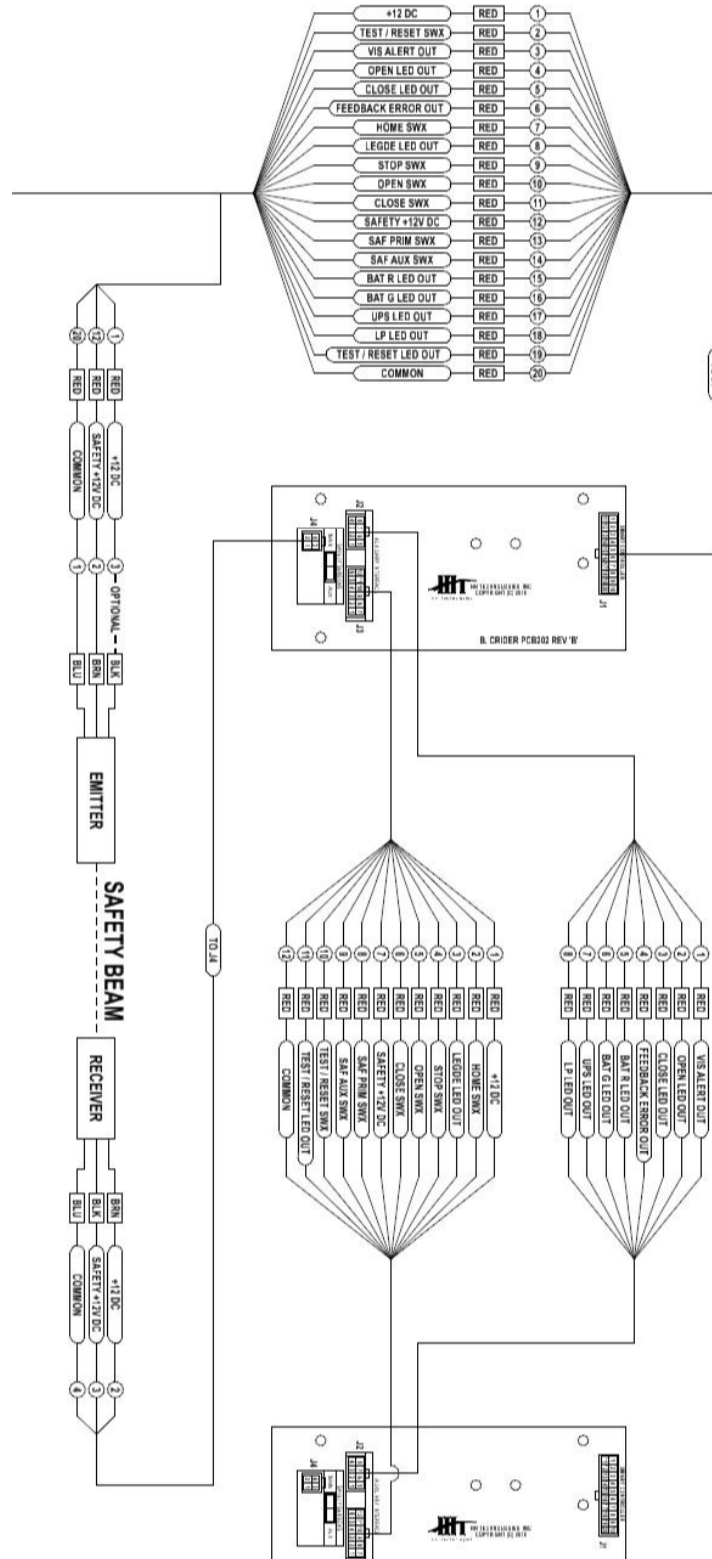 +12 DC RED 1
TEST / RESET SWX RED 2
VIS ALERT OUT RED 3
OPEN LED OUT RED 4
CLOSE LED OUT RED 5
FEEDBACK ERROR OUT RED 6
HOME SWX RED 7
LEGDE LED OUT RED 8
STOP SWX RED 9
OPEN SWX RED 10
CLOSE SWX RED 11
SAFETY +12V DC RED 12
SAF PRIM SWX RED 13
SAF AUX SWX RED 14
BAT R LED OUT RED 15
BAT G LED OUT RED 16
UPS LED OUT RED 17
LP LED OUT RED 18
TEST / RESET LED OUT RED 19
COMMON RED 20
1 RED +12 DC 3 OPTIONAL BLK
12 RED SAFETY +12V DC 2 BRN
20 RED COMMON 1 BLU
EMITTER
SAFETY BEAM
RECEIVER
BRN +12 DC 2
BLK SAFETY +12V DC 3
BLU COMMON 4
TO J4
J2
J4
J3
J1
HIT
COPYRIGHT (C) 2010
B. CRIDER PCB202 REV 'B'
1 RED +12 DC
2 RED HOME SWX
3 RED LEGDE LED OUT
4 RED STOP SWX
5 RED OPEN SWX
6 RED CLOSE SWX
7 RED SAFETY +12V DC
8 RED SAF PRIM SWX
9 RED SAF AUX SWX
10 RED TEST / RESET SWX
11 RED TEST / RESET LED OUT
12 RED COMMON
1 RED VIS ALERT OUT
2 RED OPEN LED OUT
3 RED CLOSE LED OUT
4 RED FEEDBACK ERROR OUT
5 RED BAT R LED OUT
6 RED BAT G LED OUT
7 RED UPS LED OUT
8 RED LP LED OUT
J2
J4
J1
HIT